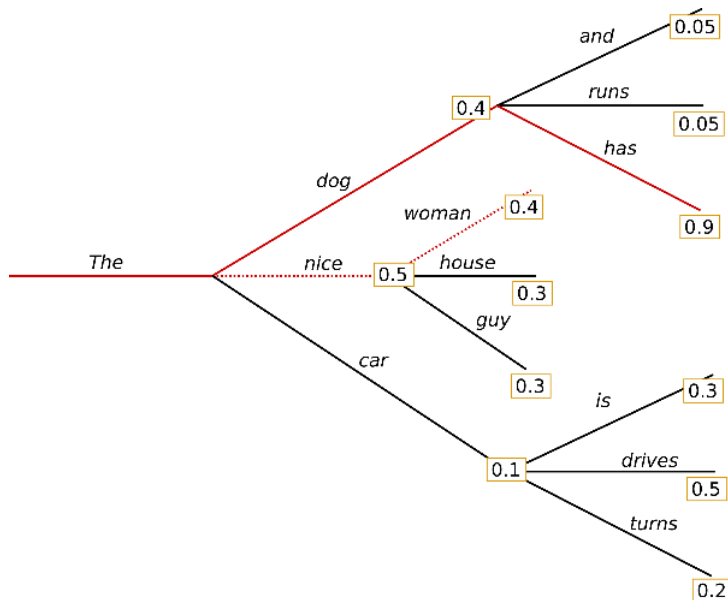 and
0.05
0.4
runs
0.05
has
dog
0.9
woman
0.4
The
nice
0.5
house
0.3
guy
car
0.3
is
0.3
0.1
drives
0.5
turns
0.2